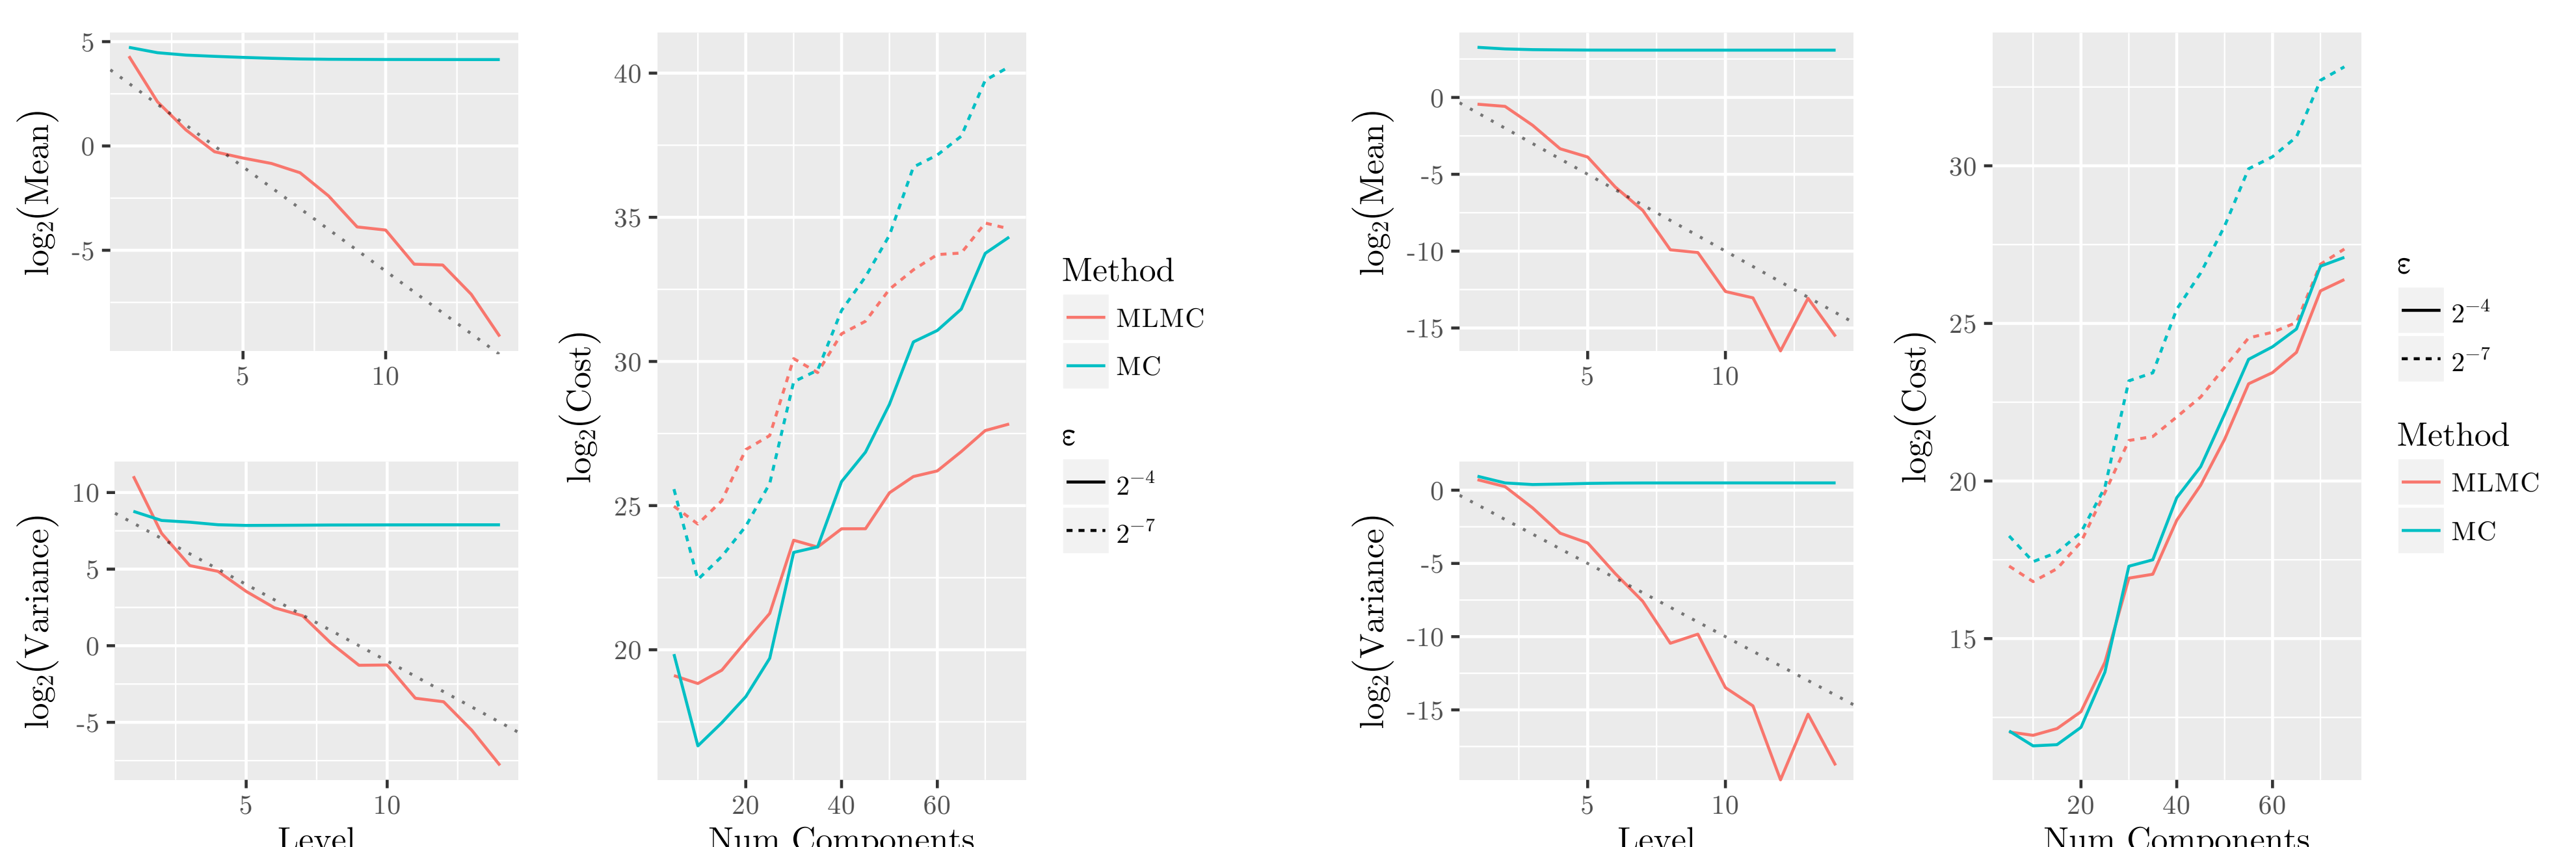 log₂(Mean)
5
0
-5
5
10
log₂(Variance)
10
5
0
-5
5
10
Level
log₂(Cost)
40
35
30
25
20
20
40
60
Num Components
Method
MLMC
MC
ε
2⁻⁴
2⁻⁷
log₂(Mean)
0
-5
-10
-15
5
10
log₂(Variance)
0
-5
-10
-15
5
10
Level
log₂(Cost)
30
25
20
15
20
40
60
Num Components
ε
2⁻⁴
2⁻⁷
Method
MLMC
MC